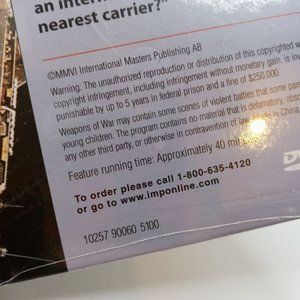 an intern
nearest carrier?"
©MMVI International Masters Publishing AB
Warning: The unauthorized reproduction or distribution of this copyrighted w
copyright infringement, including infringement without monetary gain, is inv
punishable by up to 5 years in federal prison and a fine of $250.000.
Weapons of War may contain some scenes of violent battles that some paren
young children. The program contains no material that is defamatory, obsc
any other third party, or otherwise in contravention of law. Made in China.
Feature running time: Approximately 40 min
To order please call 1-800-635-4120
or go to www.imponline.com
10257 90060 5100